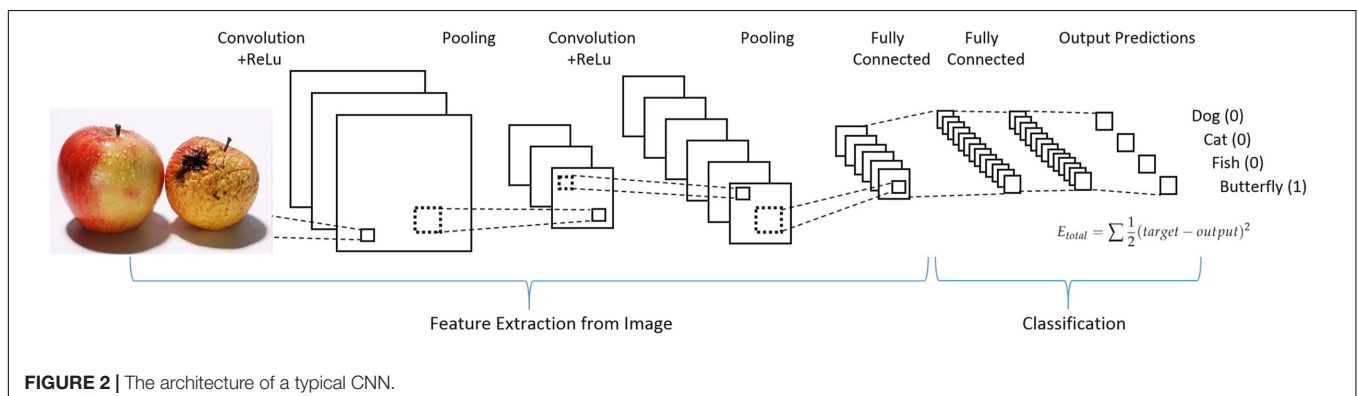 Convolution Pooling Convolution Pooling Fully Fully Output Predictions
+ReLu +ReLu Connected Connected
Dog (0)
Cat (0)
Fish (0)
Butterfly (1)
E_total = ∑ 1/2 (target − output)²
Feature Extraction from Image Classification
FIGURE 2 | The architecture of a typical CNN.